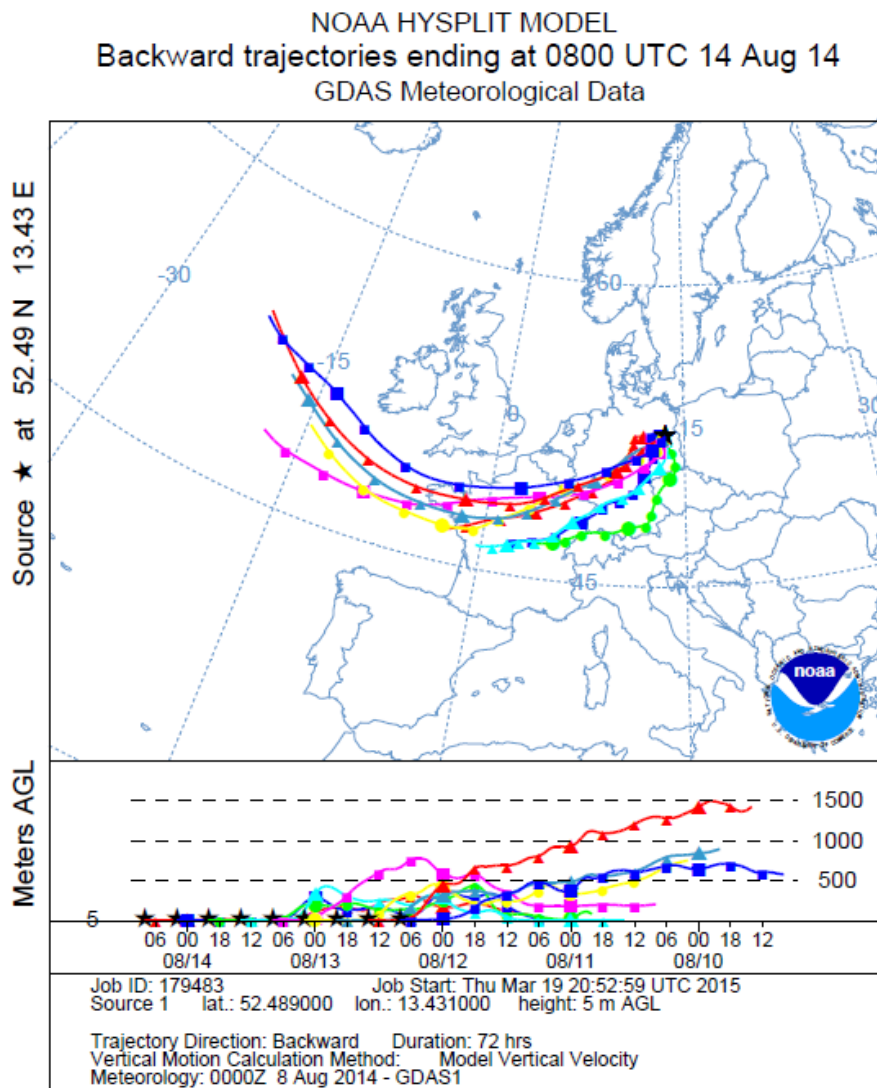 NOAA HYSPLIT MODEL
Backward trajectories ending at 0800 UTC 14 Aug 14
GDAS Meteorological Data
Source ★ at 52.49 N 13.43 E
-30
-15
0
15
30
60
45
noaa
Meters AGL
1500
1000
500
5
06 00 18 12 06 00 18 12 06 00 18 12 06 00 18 12 06 00 18 12
08/14 08/13 08/12 08/11 08/10
Job ID: 179483 Job Start: Thu Mar 19 20:52:59 UTC 2015
Source 1 lat.: 52.489000 lon.: 13.431000 height: 5 m AGL
Trajectory Direction: Backward Duration: 72 hrs
Vertical Motion Calculation Method: Model Vertical Velocity
Meteorology: 0000Z 8 Aug 2014 - GDAS1